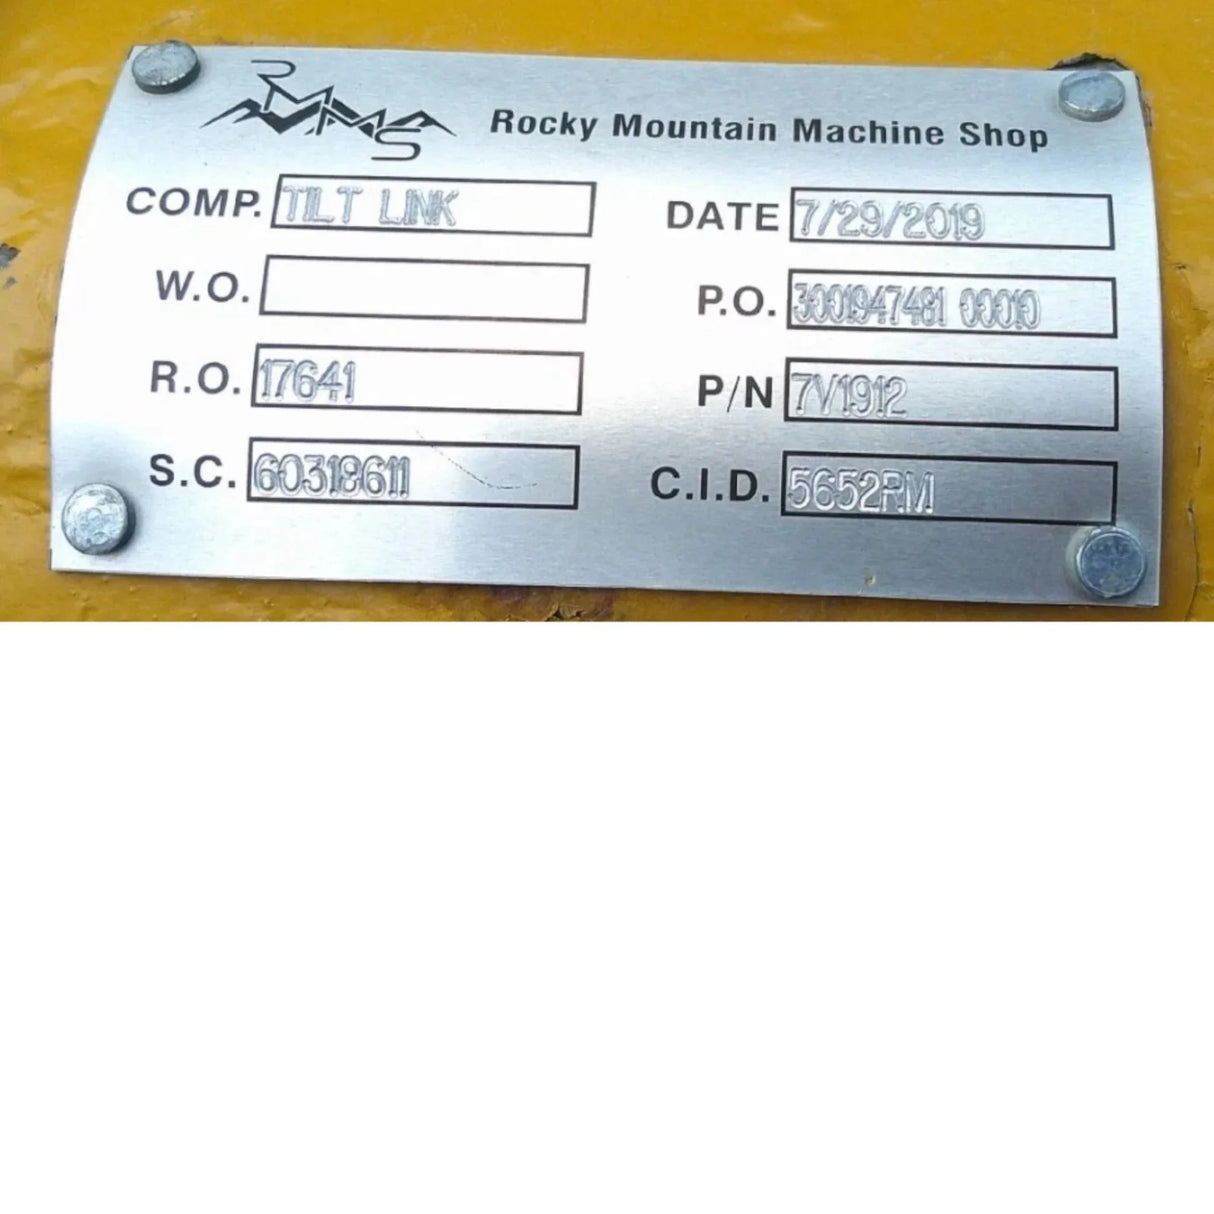 RMMS Rocky Mountain Machine Shop
COMP. TILT LINK DATE 7/29/2019
W.O. P.O. 3001947481 00010
R.O. 17641 P/N 7V1912
S.C. 60318611 C.I.D. 5652RM